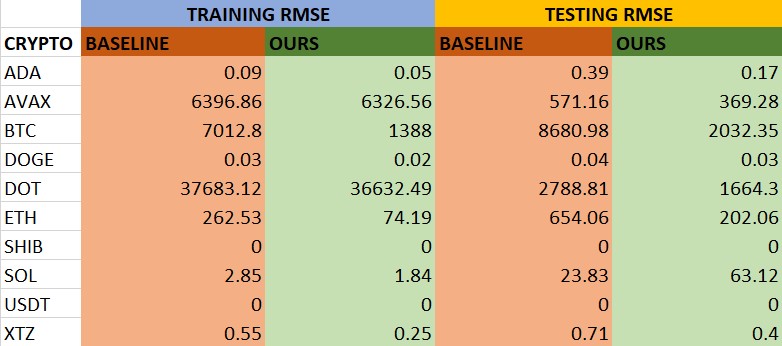 TRAINING RMSE TESTING RMSE
CRYPTO BASELINE OURS BASELINE OURS
ADA 0.09 0.05 0.39 0.17
AVAX 6396.86 6326.56 571.16 369.28
BTC 7012.8 1388 8680.98 2032.35
DOGE 0.03 0.02 0.04 0.03
DOT 37683.12 36632.49 2788.81 1664.3
ETH 262.53 74.19 654.06 202.06
SHIB 0 0 0 0
SOL 2.85 1.84 23.83 63.12
USDT 0 0 0 0
XTZ 0.55 0.25 0.71 0.4